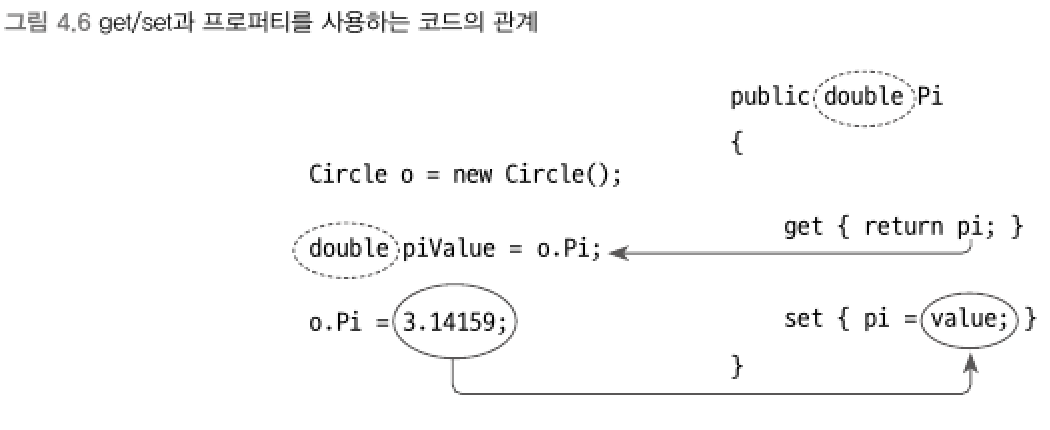 그림 4.6 get/set과 프로퍼티를 사용하는 코드의 관계
Circle o = new Circle();
double piValue = o.Pi;
o.Pi = 3.14159;
public double Pi
{
get { return pi; }
set { pi = value; }
}